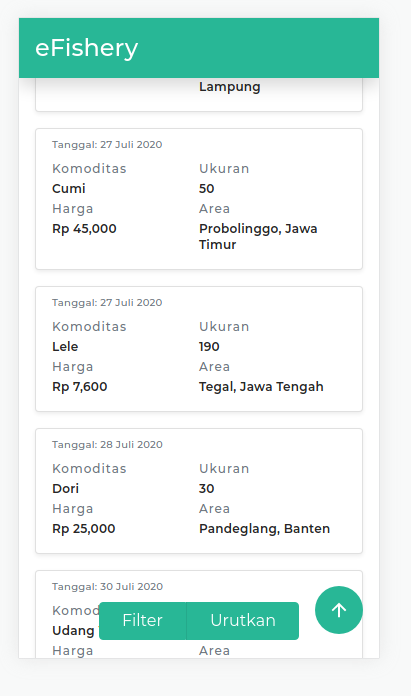 eFishery
Lampung
Tanggal: 27 Juli 2020
Komoditas Ukuran
Cumi 50
Harga Area
Rp 45,000 Probolinggo, Jawa
Timur
Tanggal: 27 Juli 2020
Komoditas Ukuran
Lele 190
Harga Area
Rp 7,600 Tegal, Jawa Tengah
Tanggal: 28 Juli 2020
Komoditas Ukuran
Dori 30
Harga Area
Rp 25,000 Pandeglang, Banten
Tanggal: 30 Juli 2020
Filter Urutkan
Udang
Harga Area